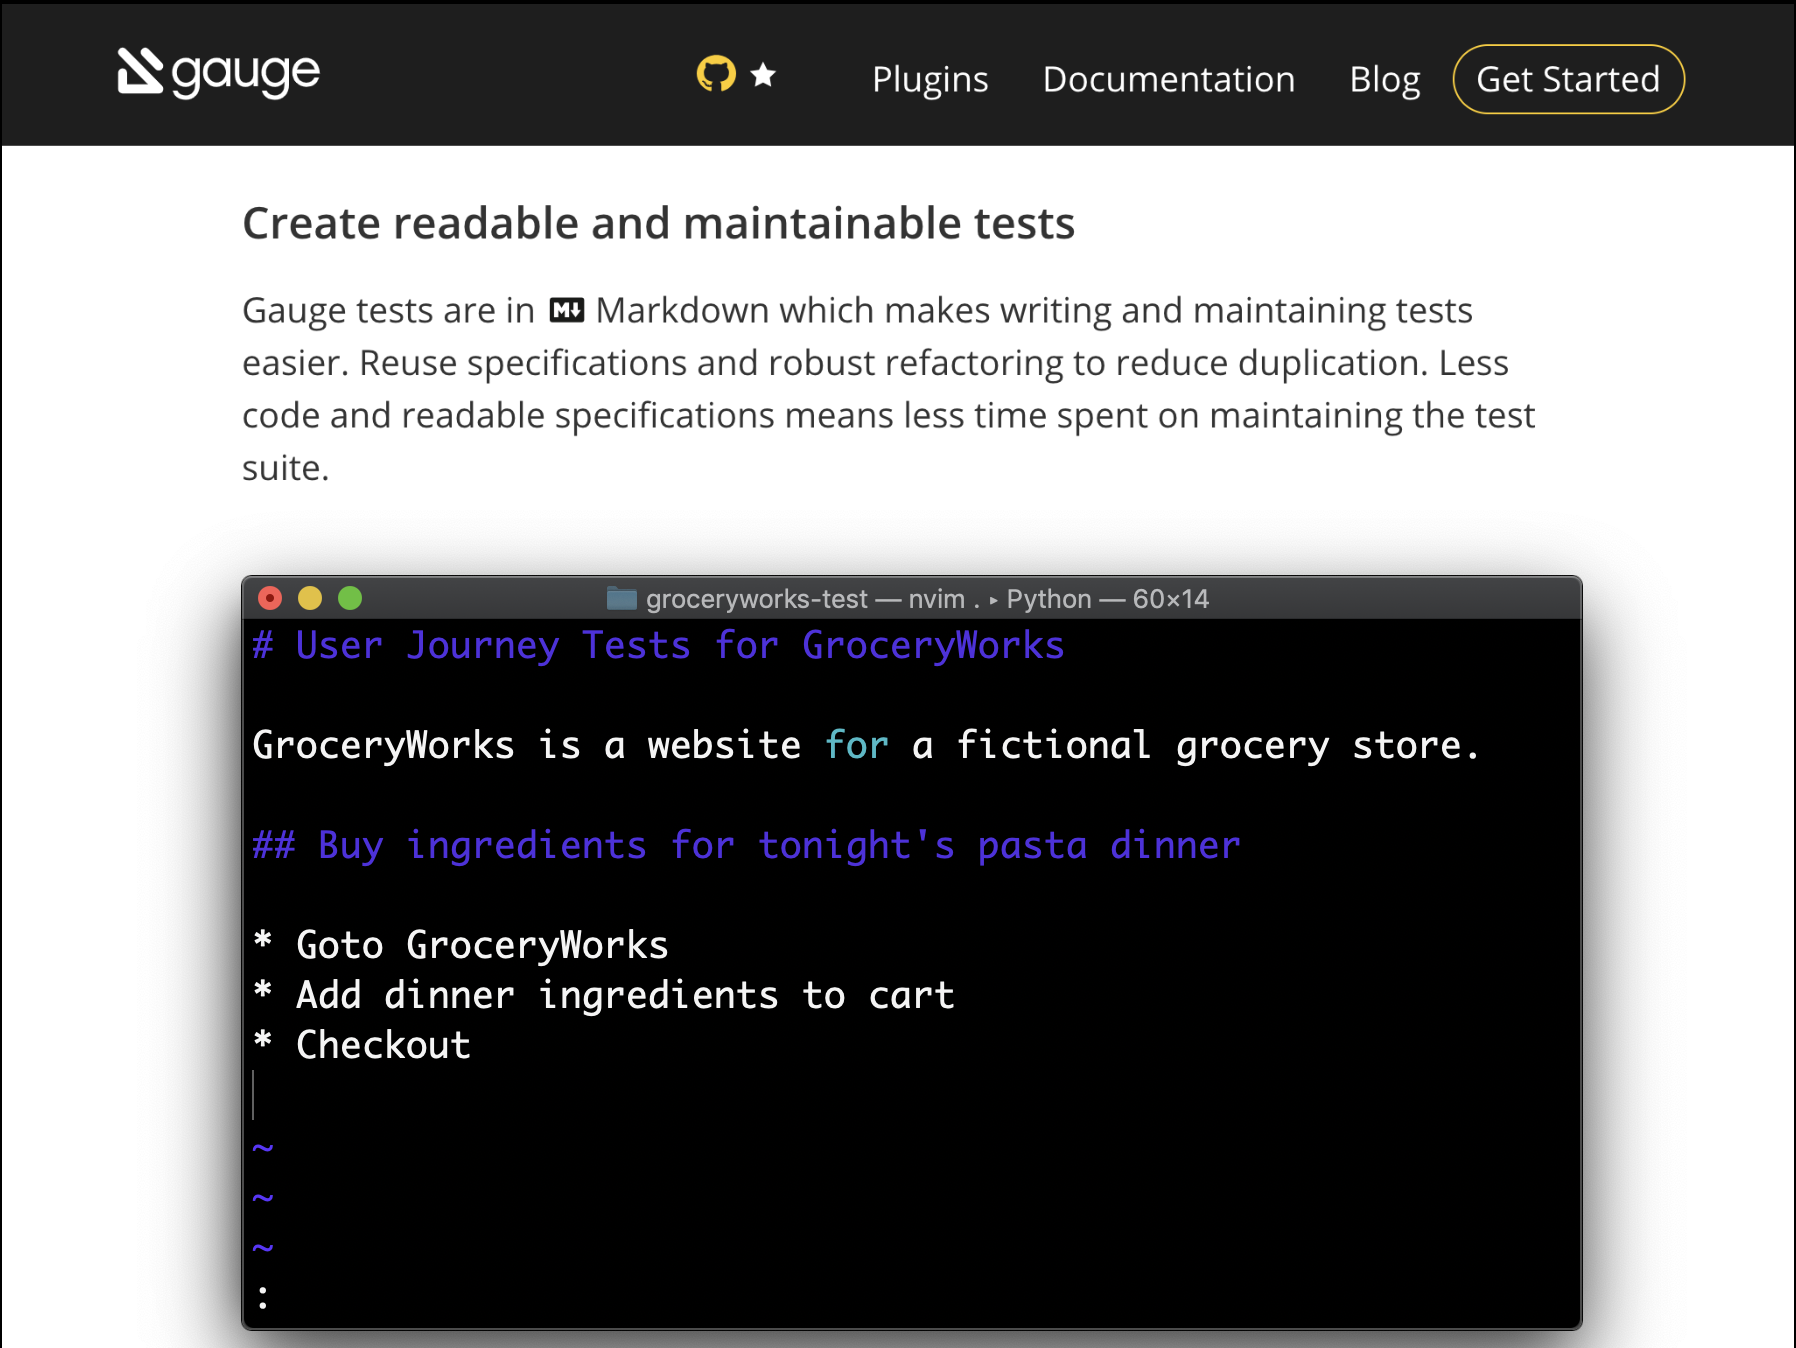 gauge
Plugins
Documentation
Blog
Get Started
Create readable and maintainable tests
Gauge tests are in M Markdown which makes writing and maintaining tests
easier. Reuse specifications and robust refactoring to reduce duplication. Less
code and readable specifications means less time spent on maintaining the test
suite.
groceryworks-test — nvim . ▸ Python — 60×14
# User Journey Tests for GroceryWorks
GroceryWorks is a website for a fictional grocery store.
## Buy ingredients for tonight's pasta dinner
* Goto GroceryWorks
* Add dinner ingredients to cart
* Checkout
~
~
~
: